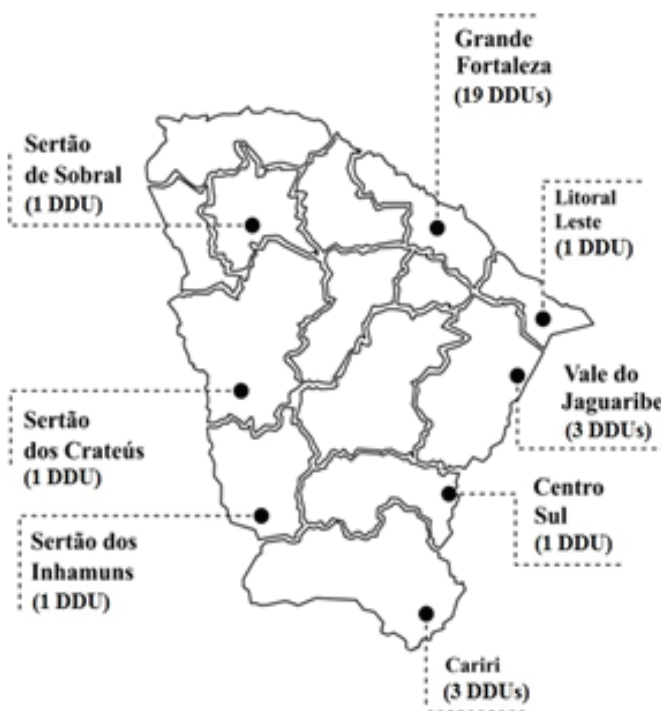 Grande
Fortaleza
(19 DDUs)
Sertão
de Sobral
(1 DDU)
Litoral
Leste
(1 DDU)
Vale do
Jaguaribe
(3 DDUs)
Sertão
dos Crateús
(1 DDU)
Centro
Sul
(1 DDU)
Sertão dos
Inhamuns
(1 DDU)
Cariri
(3 DDUs)